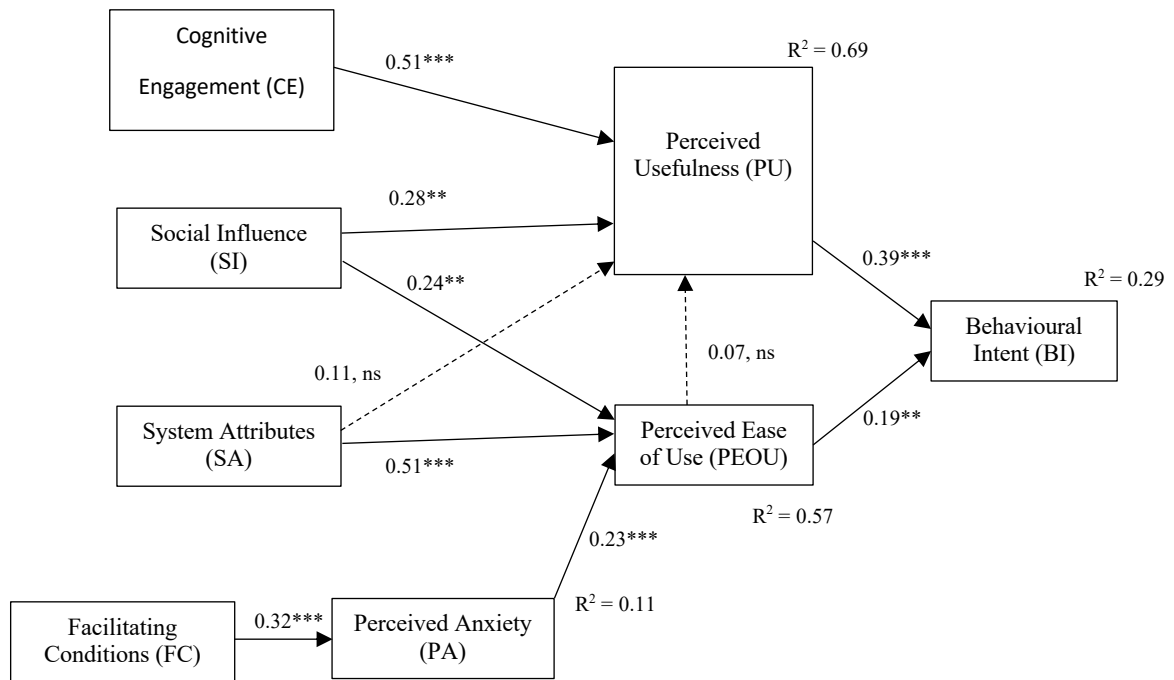 Cognitive
Engagement (CE)
0.51***
R² = 0.69
Perceived
Usefulness (PU)
Social Influence
(SI)
0.28**
0.24**
0.39***
R² = 0.29
Behavioural
Intent (BI)
0.11, ns
0.07, ns
System Attributes
(SA)
0.51***
Perceived Ease
of Use (PEOU)
0.19**
R² = 0.57
0.23***
Facilitating
Conditions (FC)
0.32***
Perceived Anxiety
(PA)
R² = 0.11